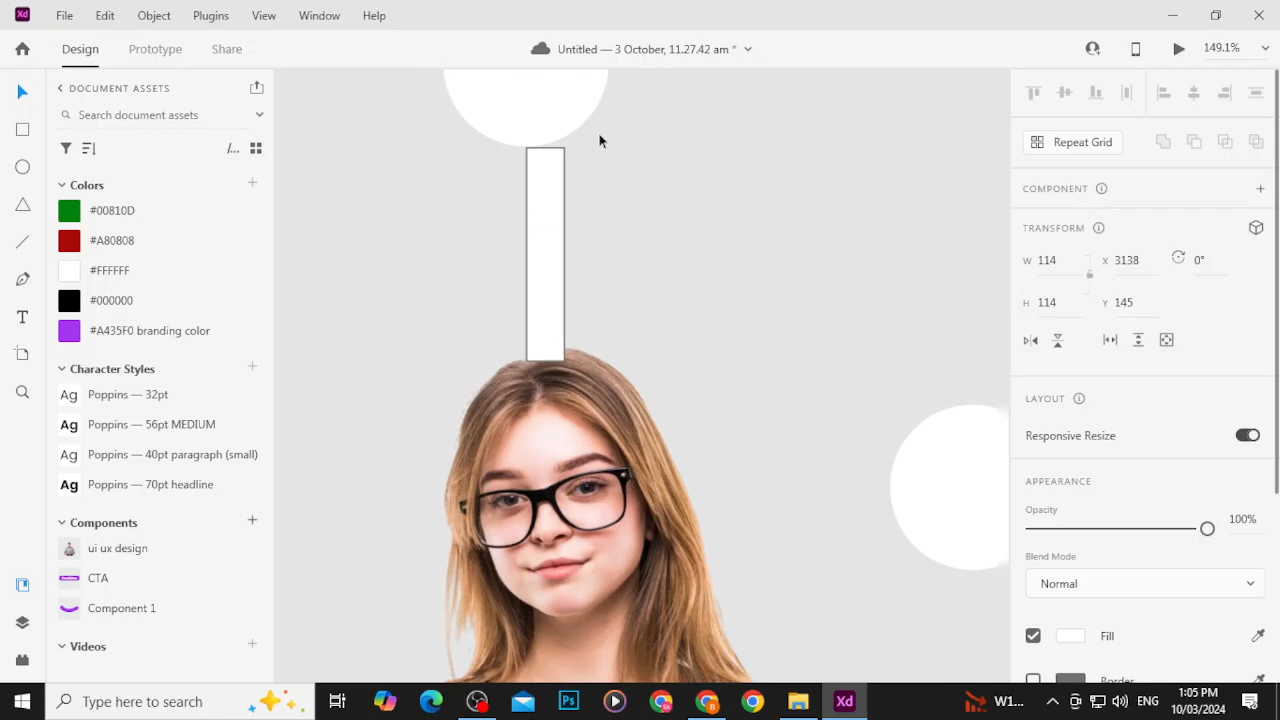 File Edit Object Plugins View Window Help
Design Prototype Share Untitled — 3 October, 11.27.42 am * 149.1%
DOCUMENT ASSETS
Search document assets
Repeat Grid
/...
Colors
#00810D
#A80808
#FFFFFF
#000000
#A435F0 branding color
Character Styles
Ag Poppins — 32pt
Ag Poppins — 56pt MEDIUM
Ag Poppins — 40pt paragraph (small)
Ag Poppins — 70pt headline
Components
ui ux design
CTA
Component 1
Videos
COMPONENT
TRANSFORM
W 114 X 3138 0°
H 114 Y 145
LAYOUT
Responsive Resize
APPEARANCE
Opacity
100%
Blend Mode
Normal
Fill
Border
Type here to search
W1...
ENG
1:05 PM
10/03/2024
Xd
Ps
Xd